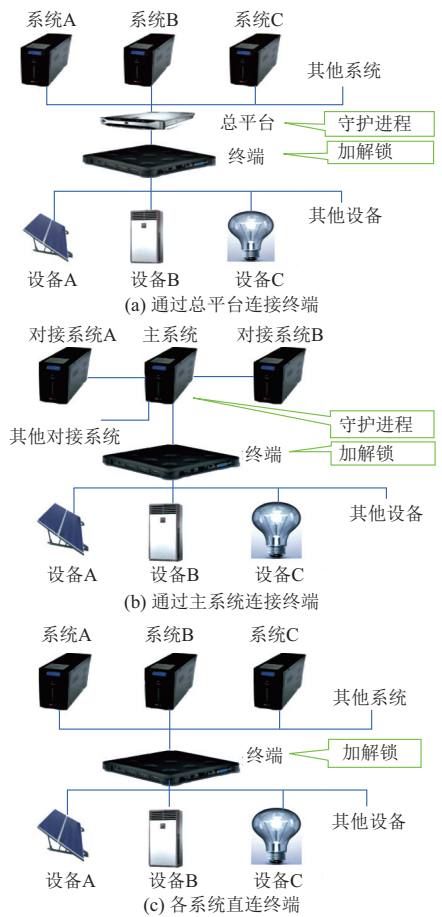 系统A 系统B 系统C
其他系统
总平台 守护进程
终端 加解锁
其他设备
设备A 设备B 设备C
(a) 通过总平台连接终端
对接系统A 主系统 对接系统B
守护进程
其他对接系统
终端 加解锁
其他设备
设备A 设备B 设备C
(b) 通过主系统连接终端
系统A 系统B 系统C
其他系统
终端 加解锁
其他设备
设备A 设备B 设备C
(c) 各系统直连终端